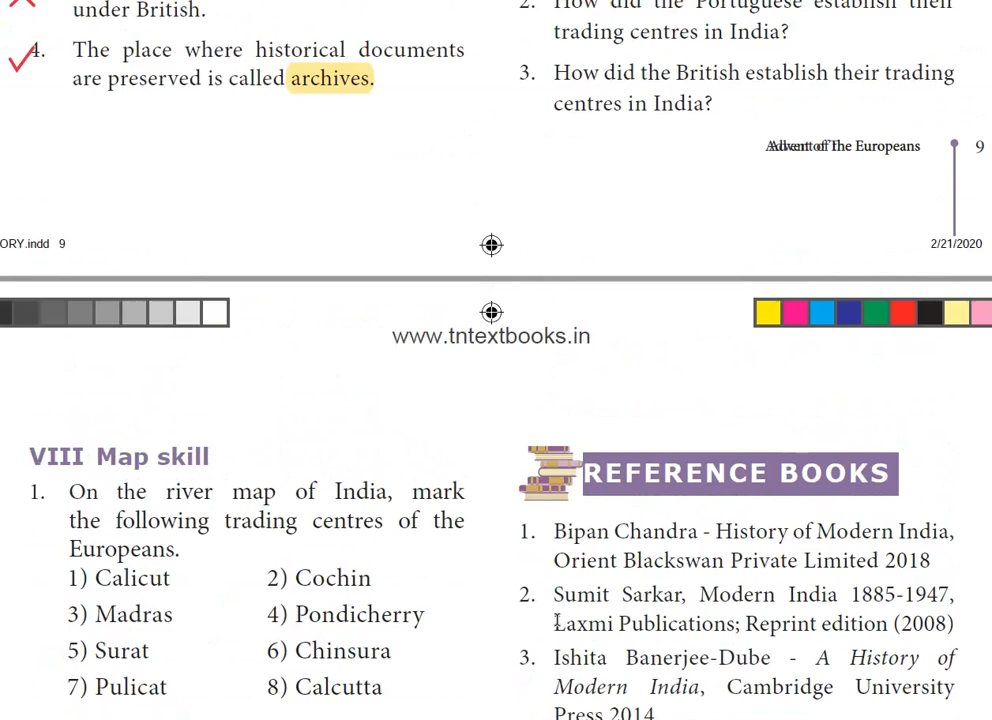 under British.
4. The place where historical documents
are preserved is called archives.
2. How did the Portuguese establish their
trading centres in India?
3. How did the British establish their trading
centres in India?
Advent of The Europeans 9
ORY.indd 9
2/21/2020
www.tntextbooks.in
VIII Map skill
1. On the river map of India, mark
the following trading centres of the
Europeans.
1) Calicut 2) Cochin
3) Madras 4) Pondicherry
5) Surat 6) Chinsura
7) Pulicat 8) Calcutta
REFERENCE BOOKS
1. Bipan Chandra - History of Modern India,
Orient Blackswan Private Limited 2018
2. Sumit Sarkar, Modern India 1885-1947,
Laxmi Publications; Reprint edition (2008)
3. Ishita Banerjee-Dube - A History of
Modern India, Cambridge University
Press 2014